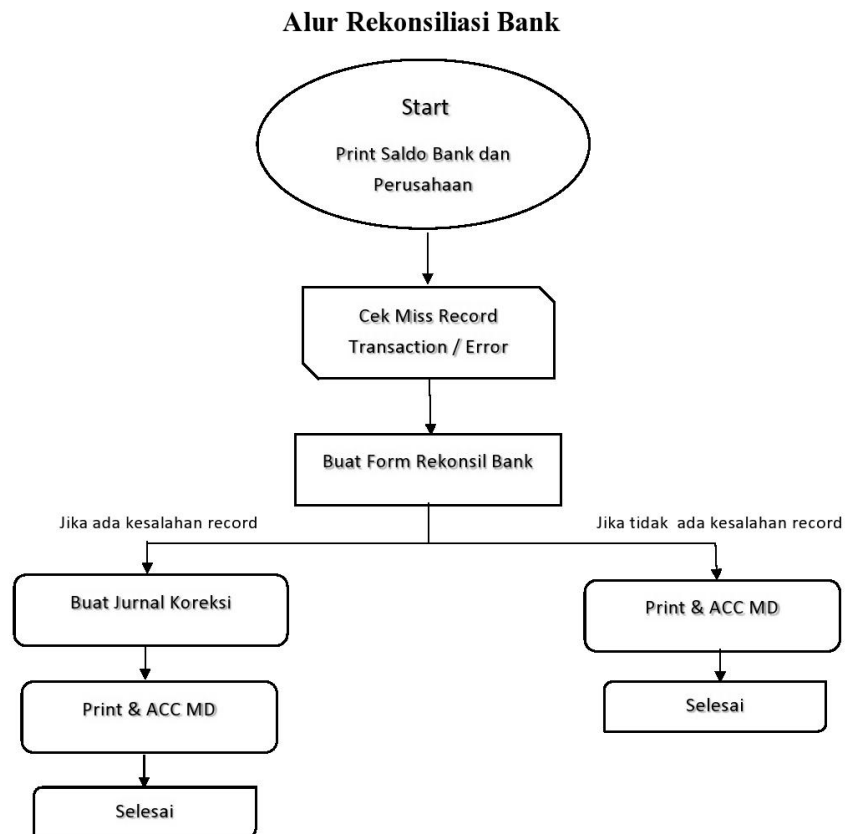 Alur Rekonsiliasi Bank
Start
Print Saldo Bank dan
Perusahaan
Cek Miss Record
Transaction / Error
Buat Form Rekonsil Bank
Jika ada kesalahan record
Jika tidak ada kesalahan record
Buat Jurnal Koreksi
Print & ACC MD
Print & ACC MD
Selesai
Selesai